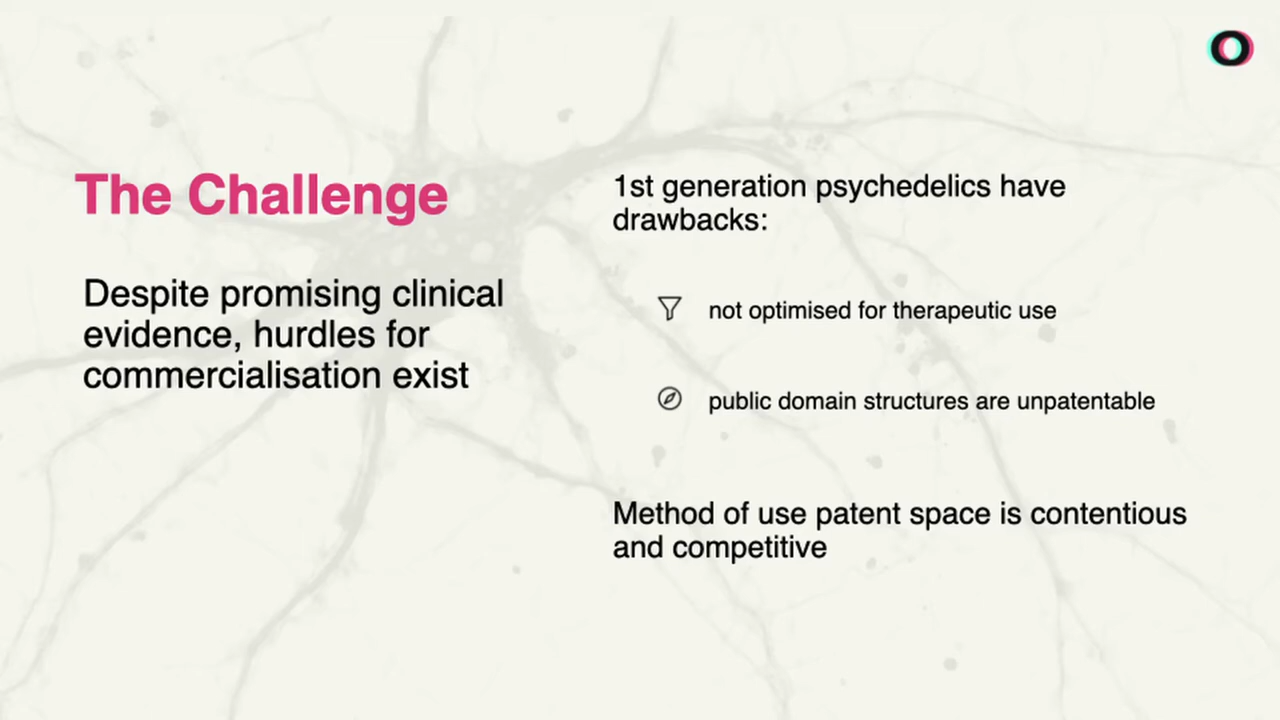 O
The Challenge
Despite promising clinical
evidence, hurdles for
commercialisation exist
1st generation psychedelics have
drawbacks:
not optimised for therapeutic use
public domain structures are unpatentable
Method of use patent space is contentious
and competitive